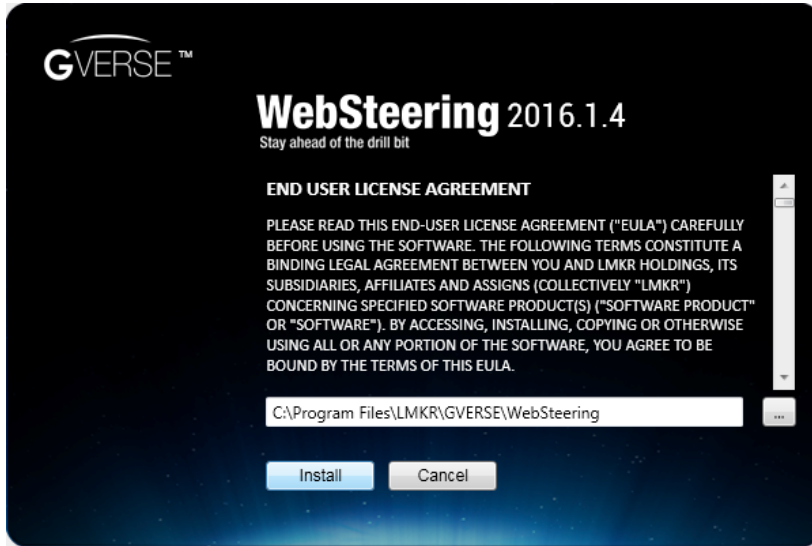 GVERSE™
WebSteering 2016.1.4
Stay ahead of the drill bit
END USER LICENSE AGREEMENT
PLEASE READ THIS END-USER LICENSE AGREEMENT ("EULA") CAREFULLY
BEFORE USING THE SOFTWARE. THE FOLLOWING TERMS CONSTITUTE A
BINDING LEGAL AGREEMENT BETWEEN YOU AND LMKR HOLDINGS, ITS
SUBSIDIARIES, AFFILIATES AND ASSIGNS (COLLECTIVELY "LMKR")
CONCERNING SPECIFIED SOFTWARE PRODUCT(S) ("SOFTWARE PRODUCT"
OR "SOFTWARE"). BY ACCESSING, INSTALLING, COPYING OR OTHERWISE
USING ALL OR ANY PORTION OF THE SOFTWARE, YOU AGREE TO BE
BOUND BY THE TERMS OF THIS EULA.
C:\Program Files\LMKR\GVERSE\WebSteering
...
Install Cancel